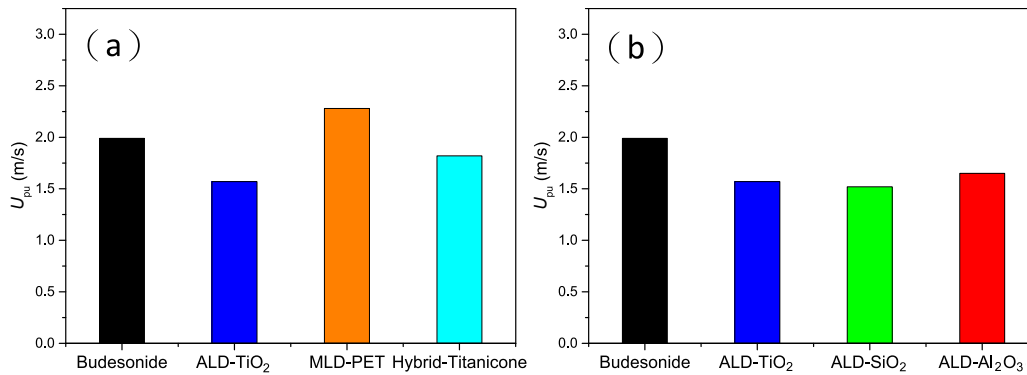 （a）
3.0
2.5
2.0
1.5
1.0
0.5
0.0
Upu (m/s)
Budesonide ALD-TiO2 MLD-PET Hybrid-Titanicone
（b）
3.0
2.5
2.0
1.5
1.0
0.5
0.0
Upu (m/s)
Budesonide ALD-TiO2 ALD-SiO2 ALD-Al2O3